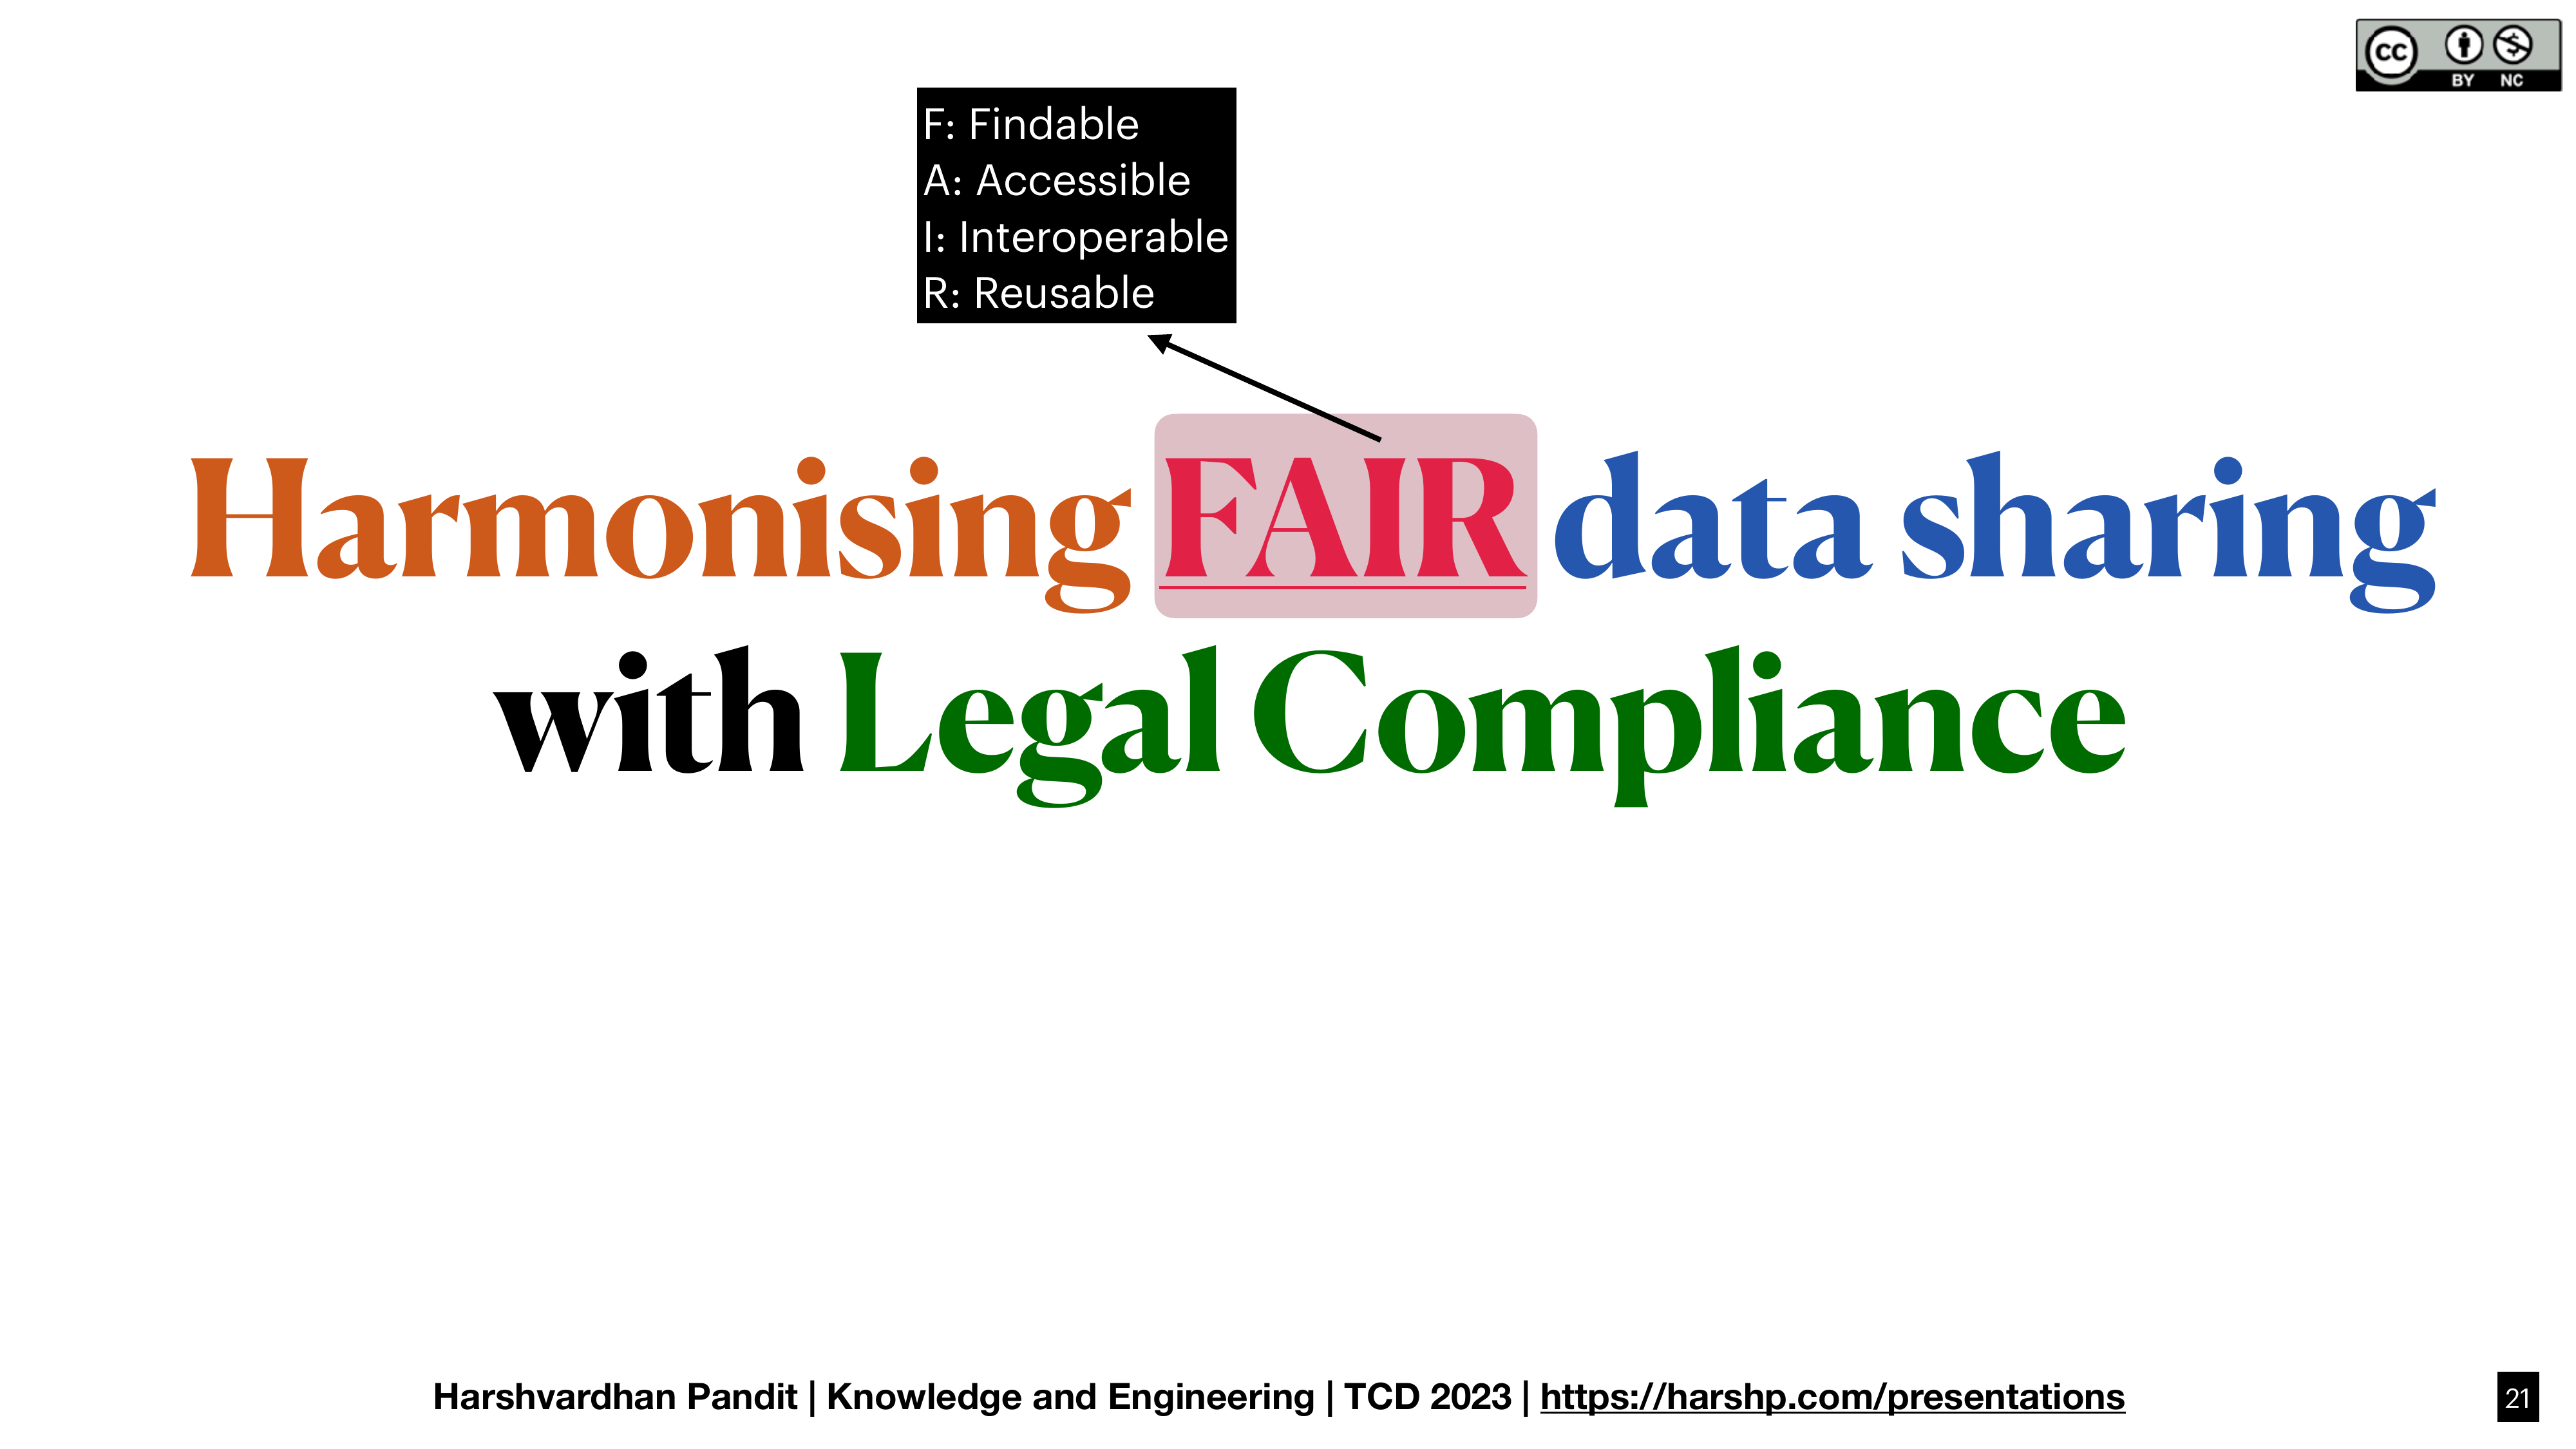 cc
BY NC
F: Findable
A: Accessible
I: Interoperable
R: Reusable
Harmonising FAIR data sharing
with Legal Compliance
Harshvardhan Pandit | Knowledge and Engineering | TCD 2023 | https://harshp.com/presentations
21